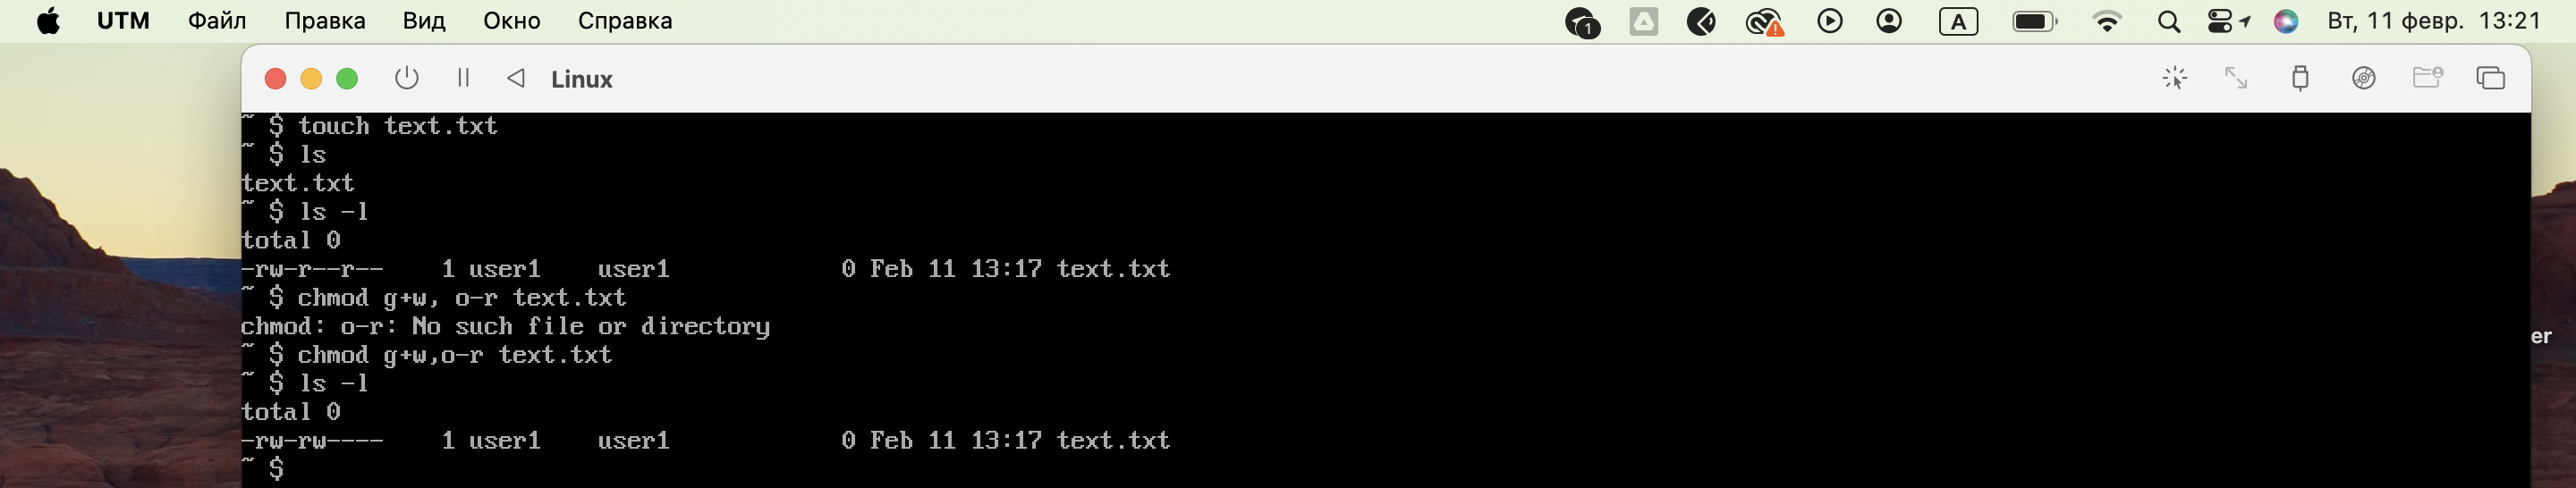 UTM Файл Правка Вид Окно Справка 1 A Вт, 11 февр. 13:21
Linux
~ $ touch text.txt
~ $ ls
text.txt
~ $ ls -l
total 0
-rw-r--r-- 1 user1 user1 0 Feb 11 13:17 text.txt
~ $ chmod g+w, o-r text.txt
chmod: o-r: No such file or directory
~ $ chmod g+w,o-r text.txt
~ $ ls -l
total 0
-rw-rw---- 1 user1 user1 0 Feb 11 13:17 text.txt
~ $
er